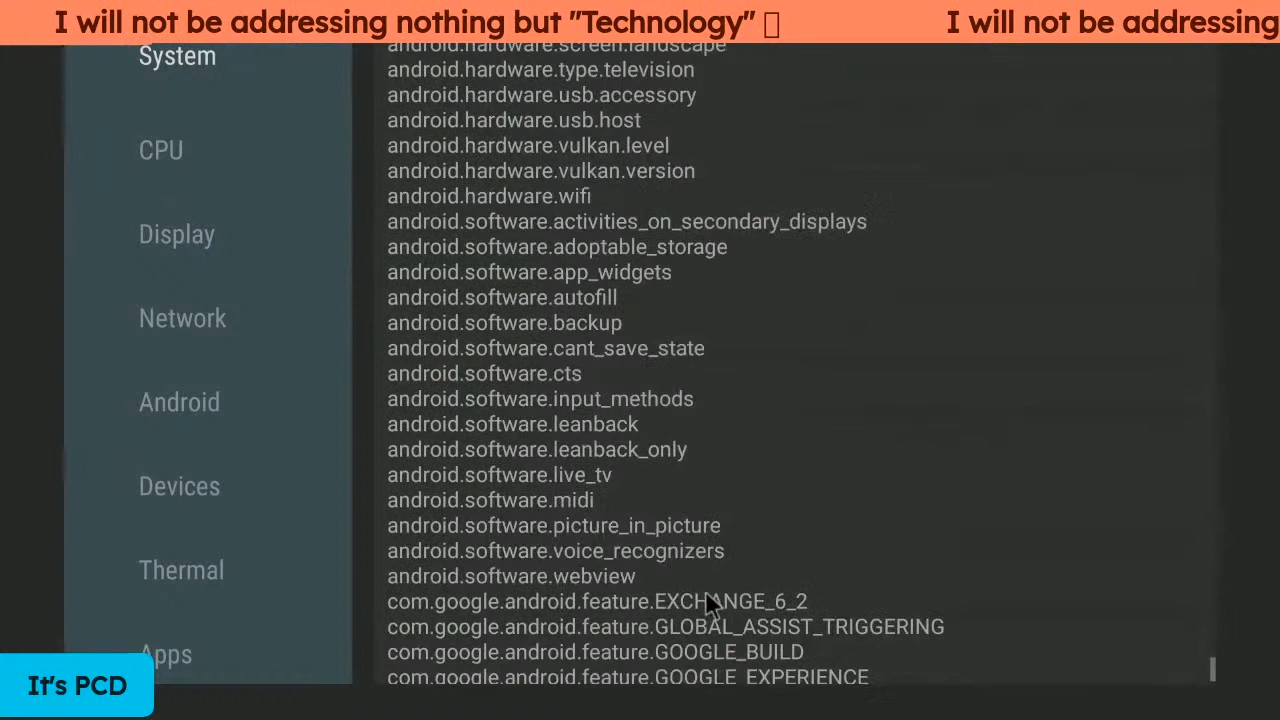 I will not be addressing nothing but "Technology" I will not be addressing
System
CPU
Display
Network
Android
Devices
Thermal
Apps
android.hardware.screen.landscape
android.hardware.type.television
android.hardware.usb.accessory
android.hardware.usb.host
android.hardware.vulkan.level
android.hardware.vulkan.version
android.hardware.wifi
android.software.activities_on_secondary_displays
android.software.adoptable_storage
android.software.app_widgets
android.software.autofill
android.software.backup
android.software.cant_save_state
android.software.cts
android.software.input_methods
android.software.leanback
android.software.leanback_only
android.software.live_tv
android.software.midi
android.software.picture_in_picture
android.software.voice_recognizers
android.software.webview
com.google.android.feature.EXCHANGE_6_2
com.google.android.feature.GLOBAL_ASSIST_TRIGGERING
com.google.android.feature.GOOGLE_BUILD
com.google.android.feature.GOOGLE_EXPERIENCE
It's PCD